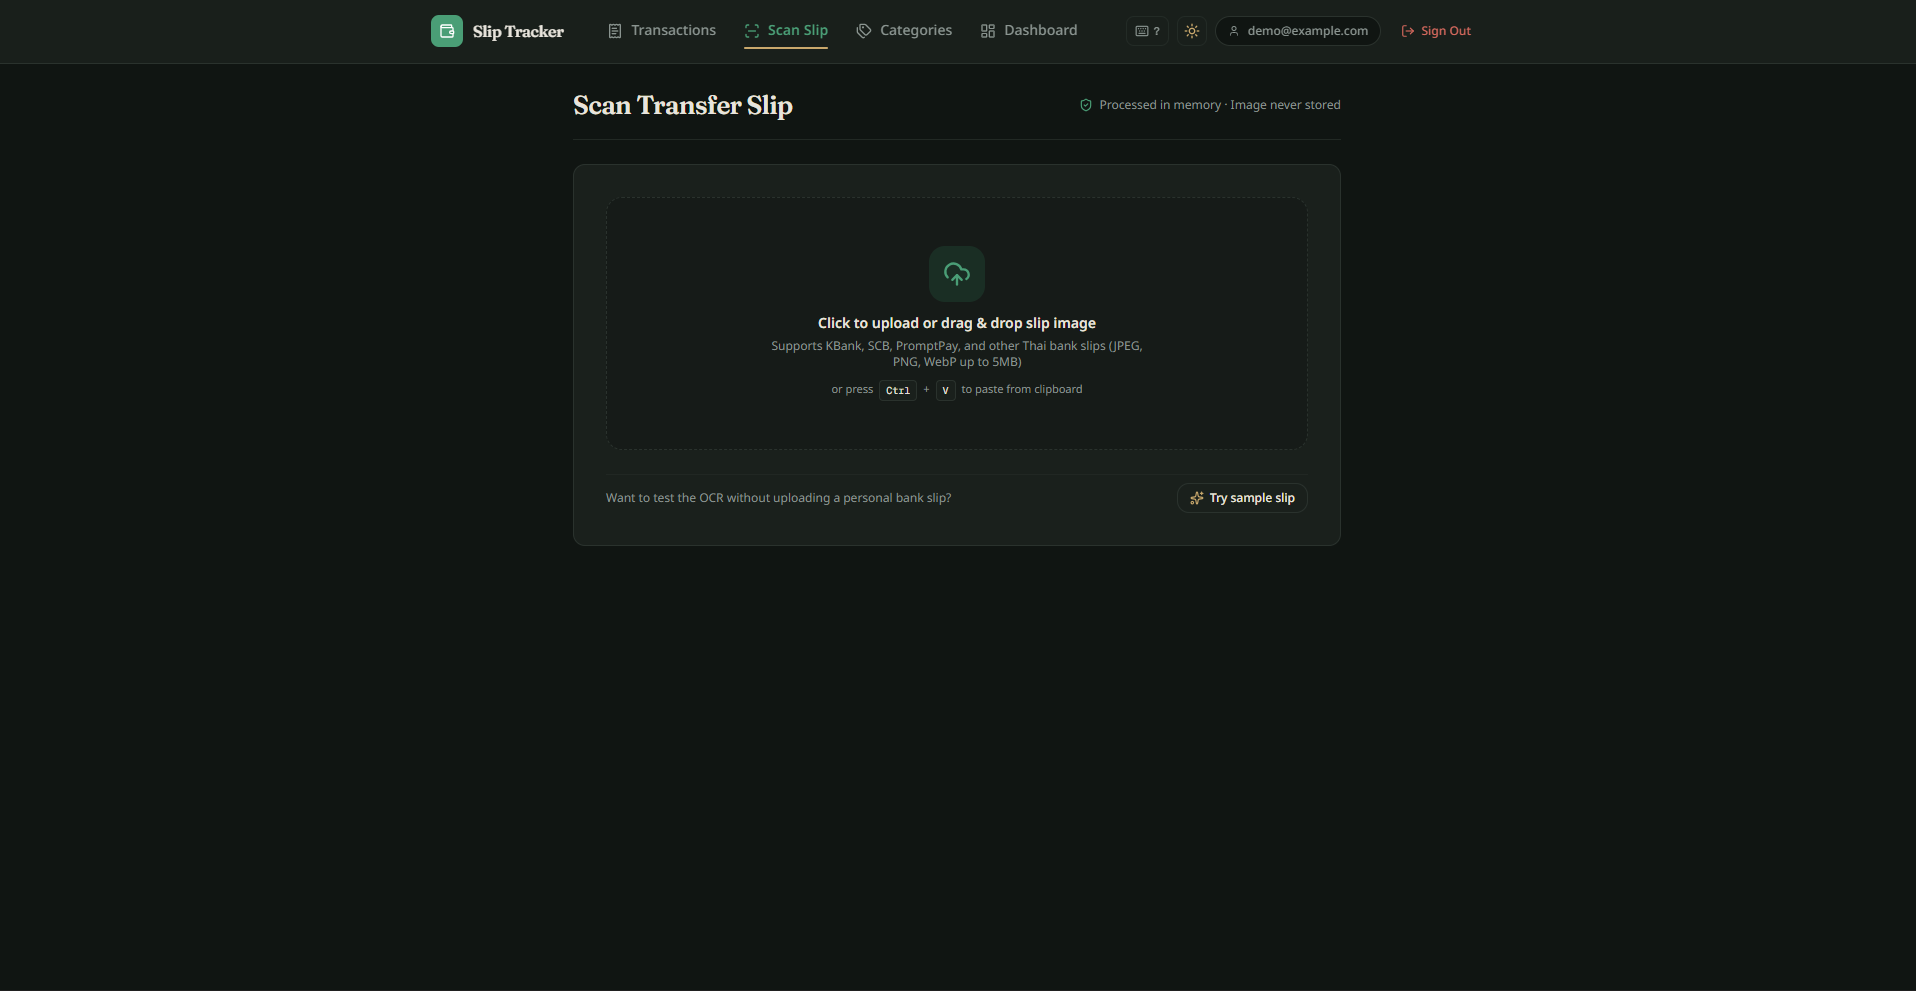 Slip Tracker
Transactions
Scan Slip
Categories
Dashboard
?
demo@example.com
Sign Out
Scan Transfer Slip
Processed in memory · Image never stored
Click to upload or drag & drop slip image
Supports KBank, SCB, PromptPay, and other Thai bank slips (JPEG,
PNG, WebP up to 5MB)
or press Ctrl + V to paste from clipboard
Want to test the OCR without uploading a personal bank slip?
Try sample slip